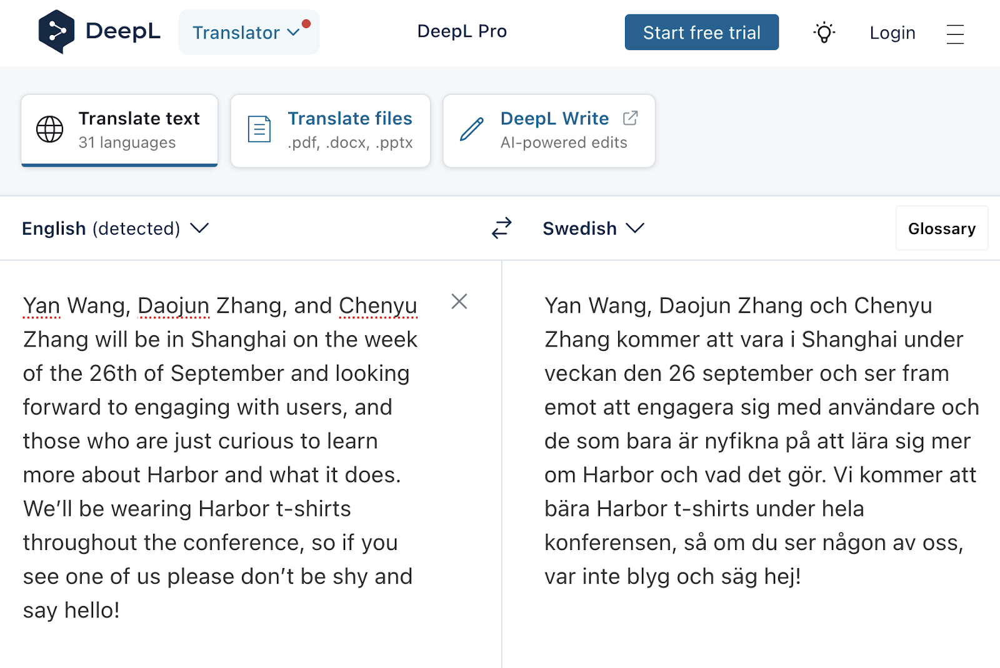 DeepL
Translator
DeepL Pro
Start free trial
Login
Translate text
31 languages
Translate files
.pdf, .docx, .pptx
DeepL Write
AI-powered edits
English (detected)
Swedish
Glossary
Yan Wang, Daojun Zhang, and Chenyu
Zhang will be in Shanghai on the week
of the 26th of September and looking
forward to engaging with users, and
those who are just curious to learn
more about Harbor and what it does.
We’ll be wearing Harbor t-shirts
throughout the conference, so if you
see one of us please don’t be shy and
say hello!
Yan Wang, Daojun Zhang och Chenyu
Zhang kommer att vara i Shanghai under
veckan den 26 september och ser fram
emot att engagera sig med användare och
de som bara är nyfikna på att lära sig mer
om Harbor och vad det gör. Vi kommer att
bära Harbor t-shirts under hela
konferensen, så om du ser någon av oss,
var inte blyg och säg hej!